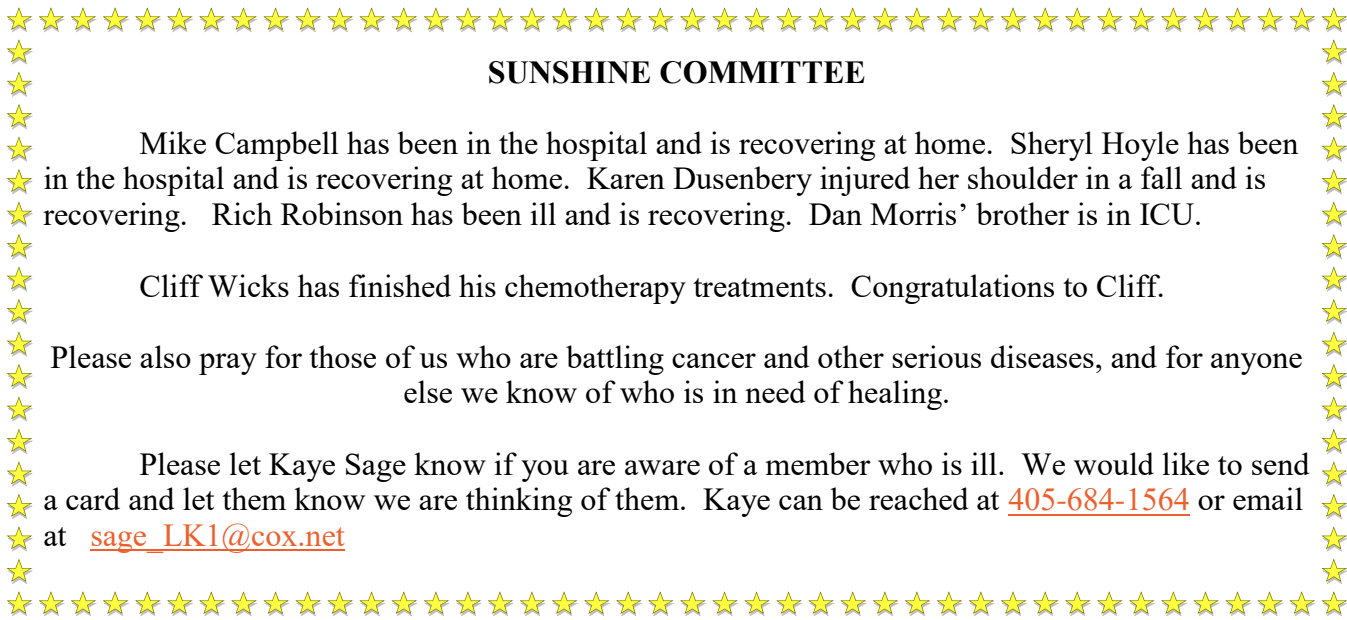 SUNSHINE COMMITTEE
Mike Campbell has been in the hospital and is recovering at home.  Sheryl Hoyle has been
in the hospital and is recovering at home.  Karen Dusenbery injured her shoulder in a fall and is
recovering.   Rich Robinson has been ill and is recovering.  Dan Morris’ brother is in ICU.
Cliff Wicks has finished his chemotherapy treatments.  Congratulations to Cliff.
Please also pray for those of us who are battling cancer and other serious diseases, and for anyone
else we know of who is in need of healing.
Please let Kaye Sage know if you are aware of a member who is ill.  We would like to send
a card and let them know we are thinking of them.  Kaye can be reached at 405-684-1564 or email
at   sage_LK1@cox.net